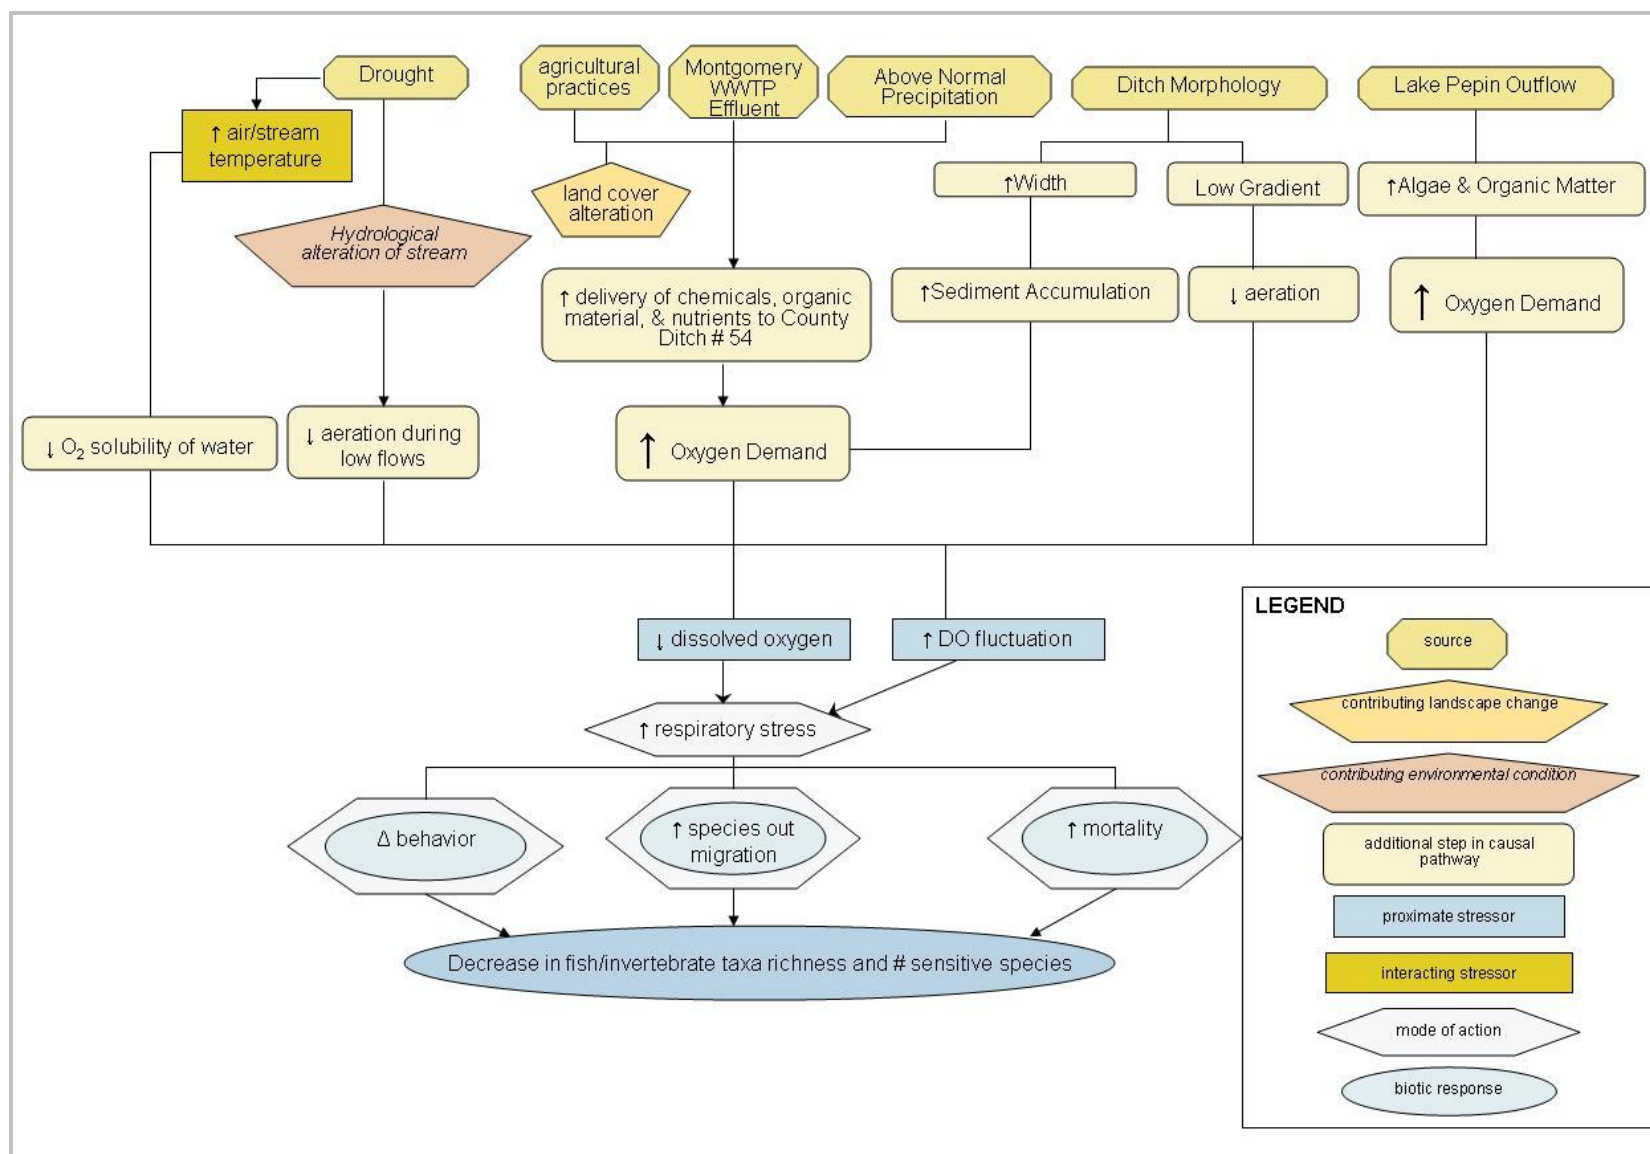 Drought
agricultural
practices
Montgomery
WWTP
Effluent
Above Normal
Precipitation
Ditch Morphology
Lake Pepin Outflow
↑ air/stream
temperature
land cover
alteration
↑Width
Low Gradient
↑Algae & Organic Matter
Hydrological
alteration of stream
↑ delivery of chemicals, organic
material, & nutrients to County
Ditch # 54
↑Sediment Accumulation
↓ aeration
↑ Oxygen Demand
↓ O₂ solubility of water
↓ aeration during
low flows
↑ Oxygen Demand
↓ dissolved oxygen
↑ DO fluctuation
↑ respiratory stress
Δ behavior
↑ species out
migration
↑ mortality
Decrease in fish/invertebrate taxa richness and # sensitive species
LEGEND
source
contributing landscape change
contributing environmental condition
additional step in causal
pathway
proximate stressor
interacting stressor
mode of action
biotic response